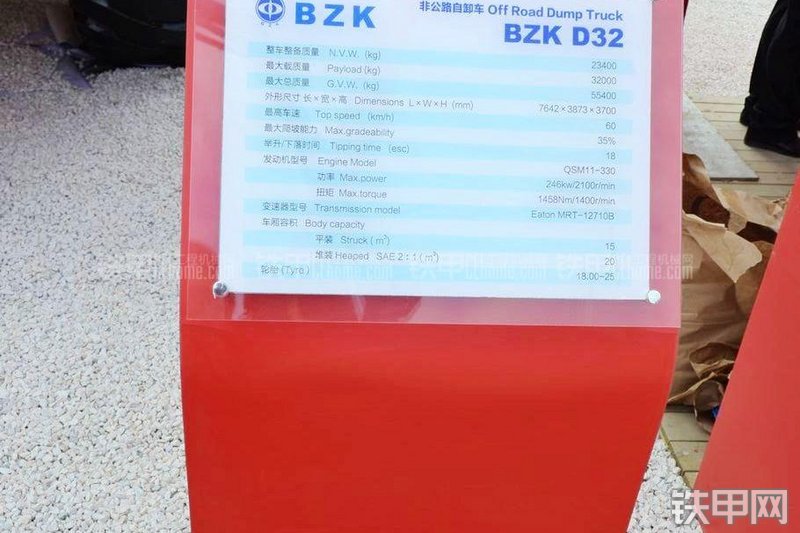 BZK
非公路自卸车 Off Road Dump Truck
BZK D32
整车整备质量 N.V.W. (kg) 23400
最大载质量 Payload (kg) 32000
最大总质量 G.V.W. (kg) 55400
外形尺寸 长×宽×高 Dimensions L×W×H (mm) 7642×3873×3700
最高车速 Top speed (km/h) 60
最大爬坡能力 Max.gradeability 35%
举升/下落时间 Tipping time (esc) 18
发动机型号 Engine Model QSM11-330
功率 Max.power 246kw/2100r/min
扭矩 Max.torque 1458Nm/1400r/min
变速器型号 Transmission model Eaton MRT-12710B
车厢容积 Body capacity
平装 Struck (m³) 15
堆装 Heaped SAE 2:1 (m³) 20
轮胎 (Tyre) 18.00-25
铁甲网